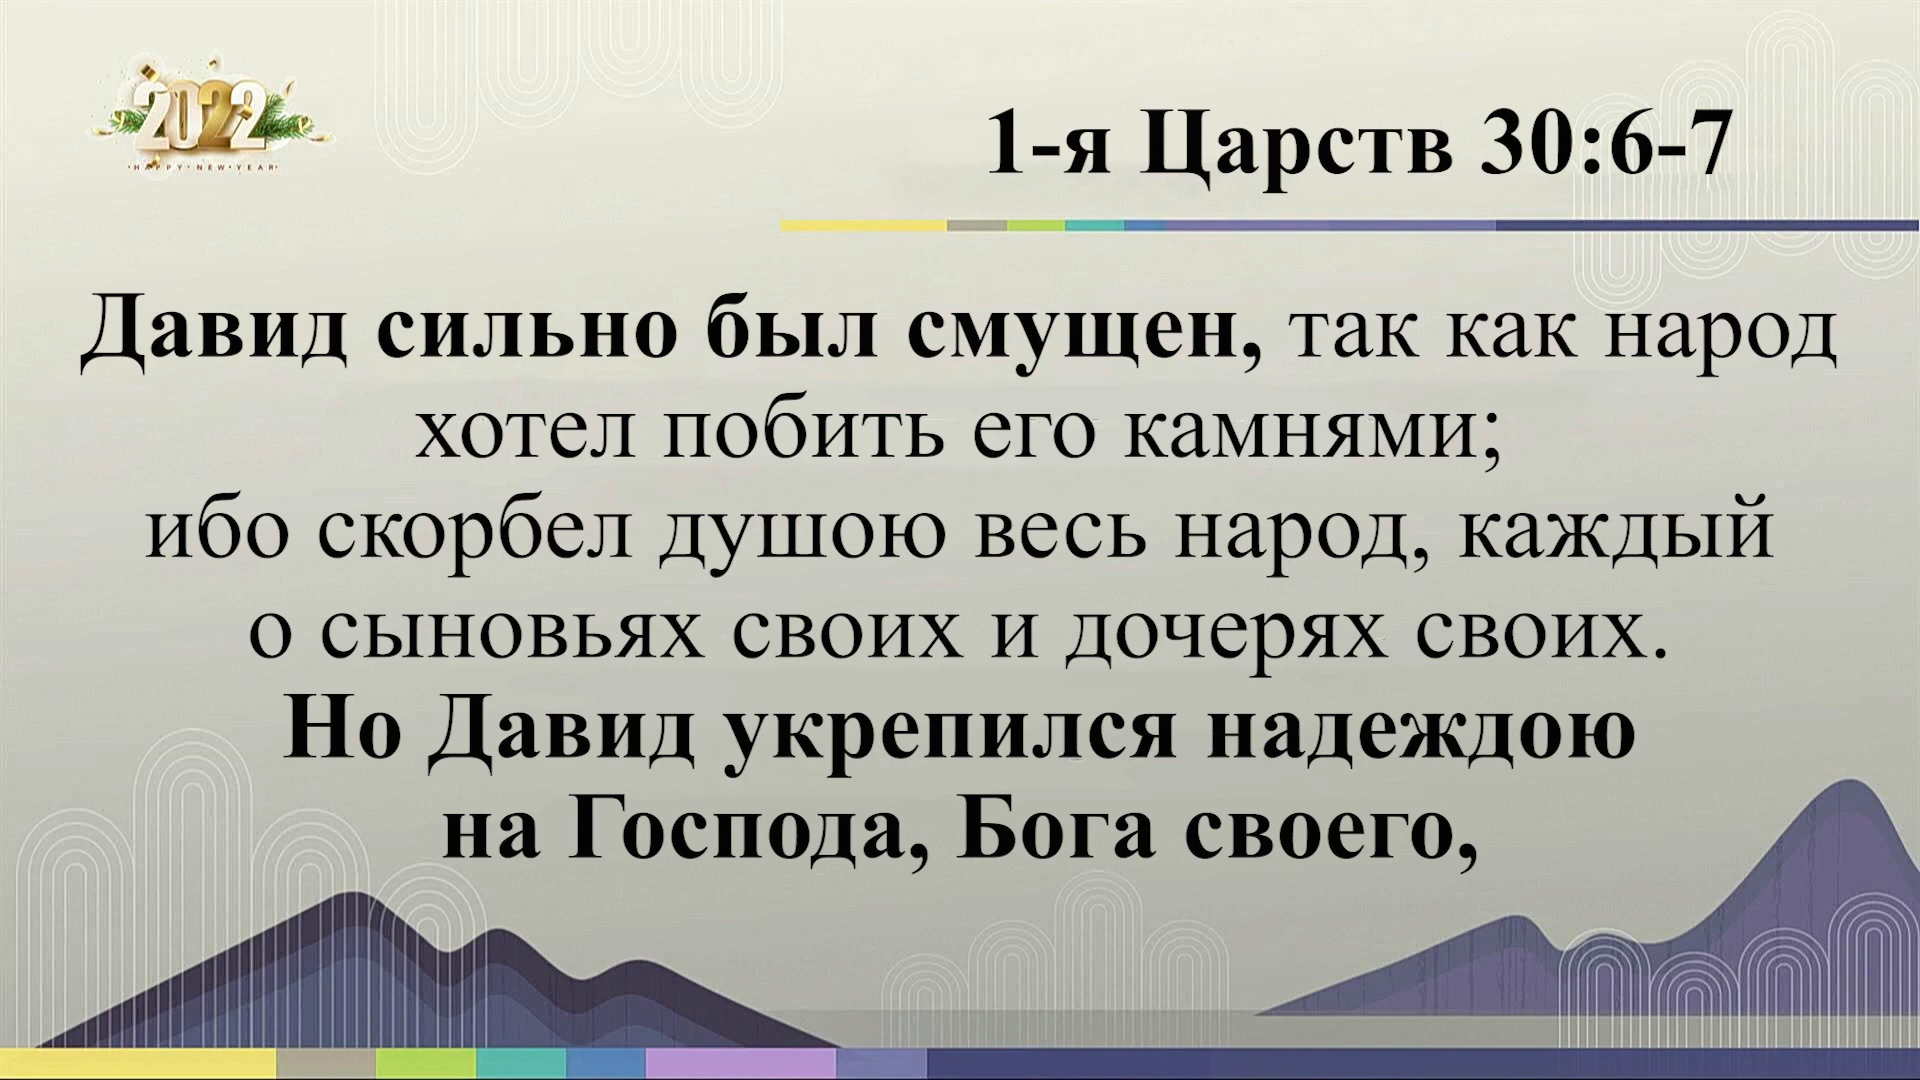 2022
HAPPY NEW YEAR
1-я Царств 30:6-7
Давид сильно был смущен, так как народ
хотел побить его камнями;
ибо скорбел душою весь народ, каждый
о сыновьях своих и дочерях своих.
Но Давид укрепился надеждою
на Господа, Бога своего,